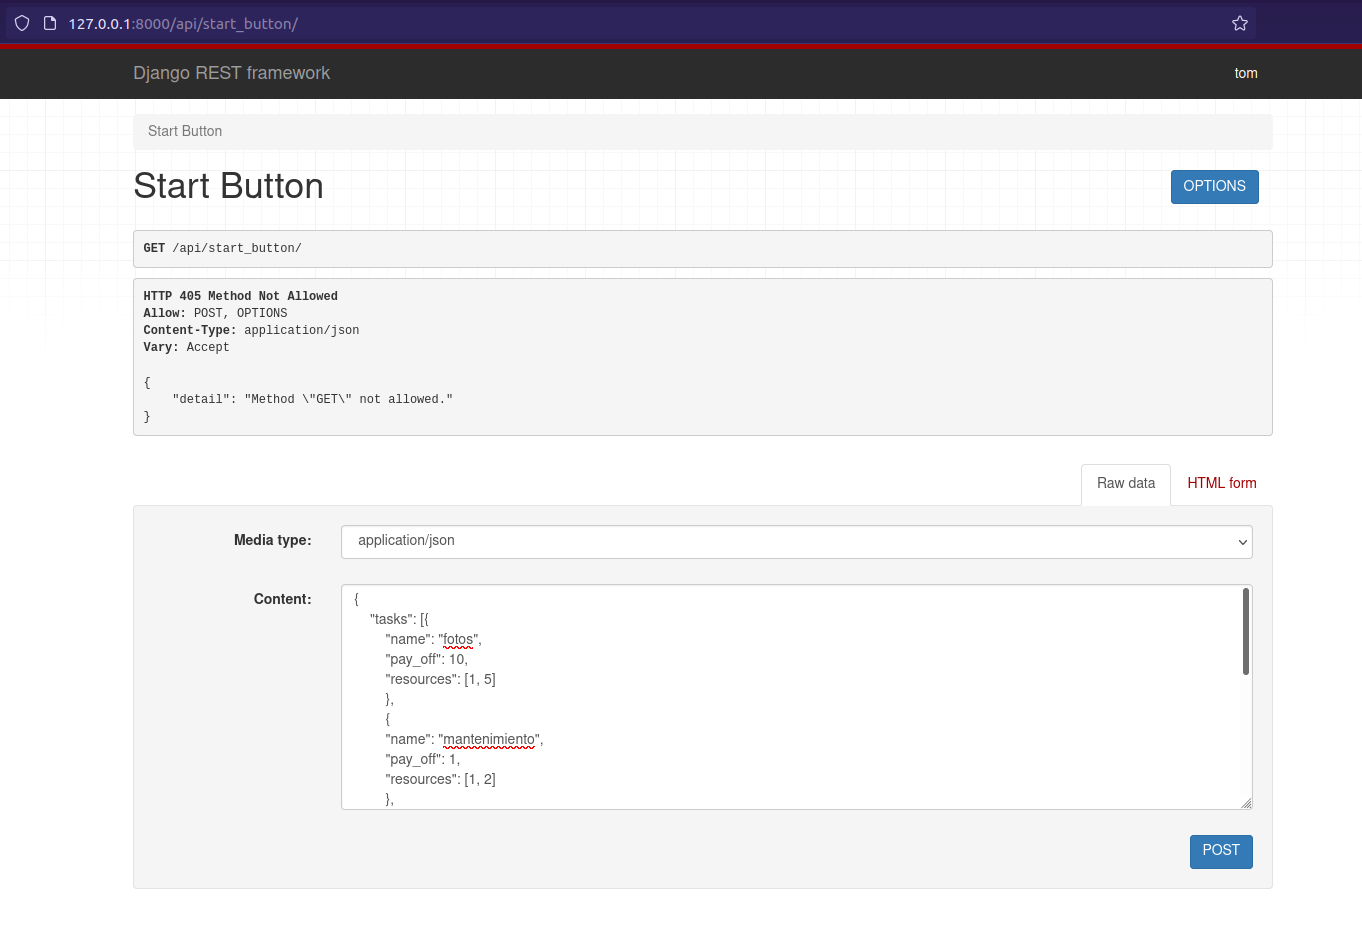 127.0.0.1:8000/api/start_button/
Django REST framework
tom
Start Button
Start Button
OPTIONS
GET /api/start_button/
HTTP 405 Method Not Allowed
Allow: POST, OPTIONS
Content-Type: application/json
Vary: Accept
{
"detail": "Method \"GET\" not allowed."
}
Raw data
HTML form
Media type:
application/json
Content:
{
"tasks": [{
"name": "fotos",
"pay_off": 10,
"resources": [1, 5]
},
{
"name": "mantenimiento",
"pay_off": 1,
"resources": [1, 2]
},
POST